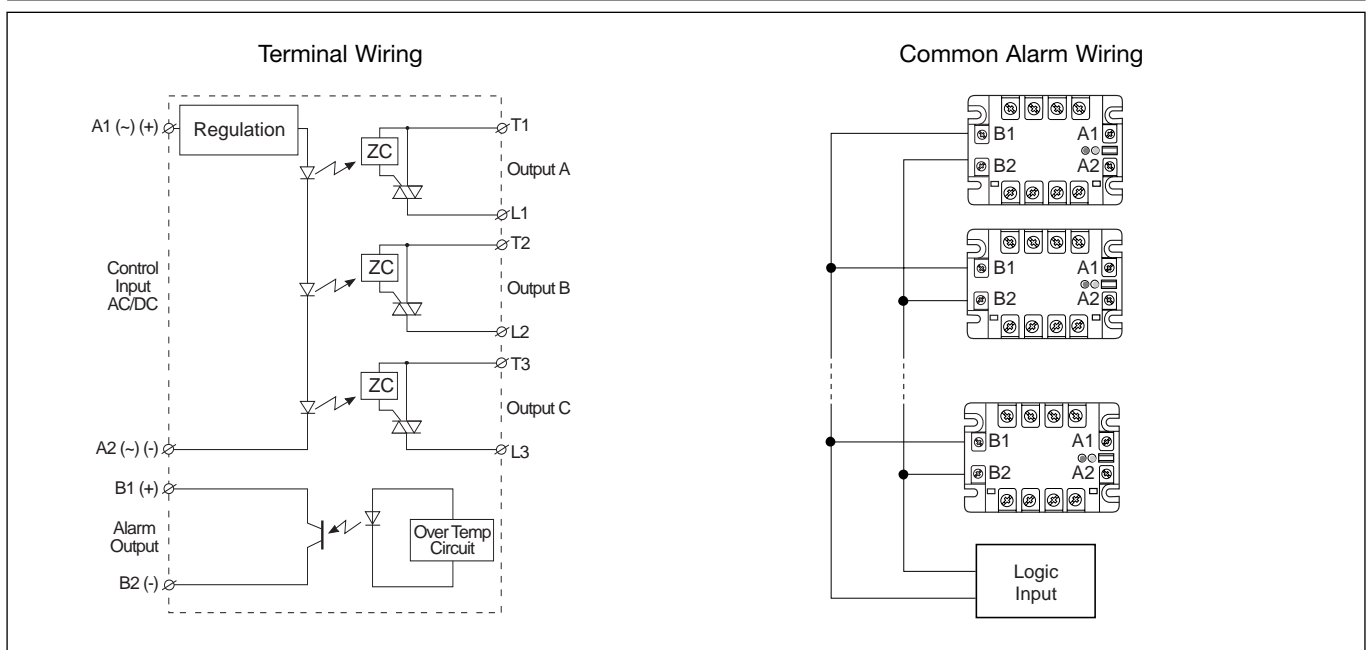 Terminal Wiring
A1 (~) (+)
Regulation
ZC
T1
Output A
L1
T2
ZC
Output B
L2
Control
Input
AC/DC
T3
ZC
Output C
L3
A2 (~) (-)
B1 (+)
Alarm
Output
Over Temp
Circuit
B2 (-)
Common Alarm Wiring
B1
A1
B2
A2
B1
A1
B2
A2
B1
A1
B2
A2
Logic
Input